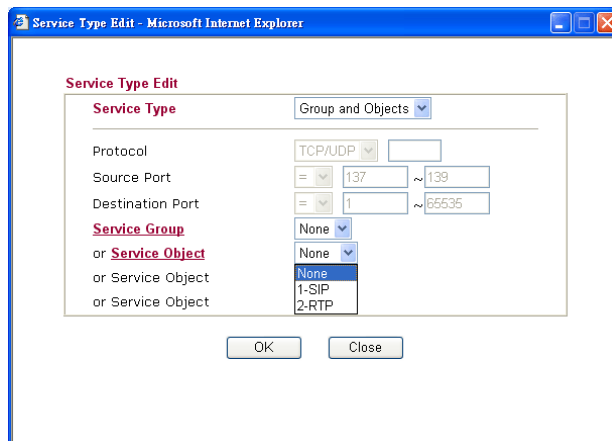 Service Type Edit - Microsoft Internet Explorer
Service Type Edit
Service Type Group and Objects
Protocol TCP/UDP
Source Port = 137 ~ 139
Destination Port = 1 ~ 65535
Service Group None
or Service Object None
or Service Object None
1-SIP
or Service Object 2-RTP
OK Close